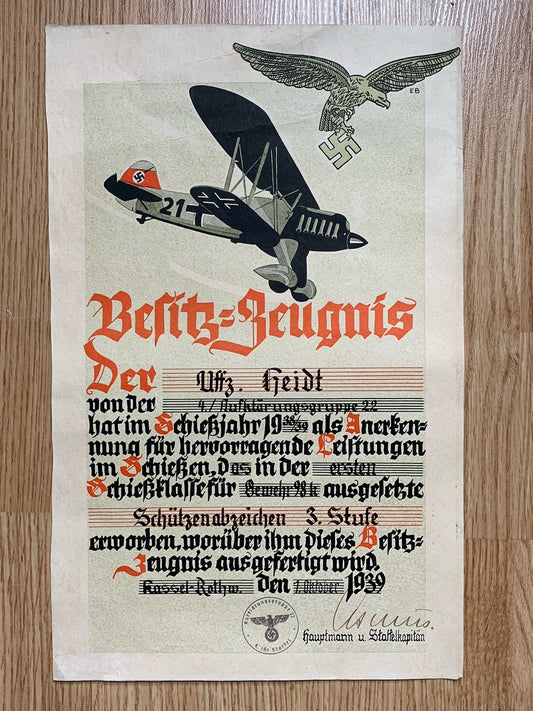 EB
21
Besitz=Zeugnis
Der Uffz. Heidt
von der 4./Aufklärungsgruppe 22
hat im Schießjahr 1938/39 als Anerken-
nung für hervorragende Leistungen
im Schießen, das in der ersten
Schießklasse für Gewehr 98 k ausgesetzte
Schützenabzeichen 3. Stufe
erworben, worüber ihm dieses Besitz=
Zeugnis ausgefertigt wird.
Kassel-Rothw. den 1. Oktober 1939
Hauptmann u Staffelkapitän